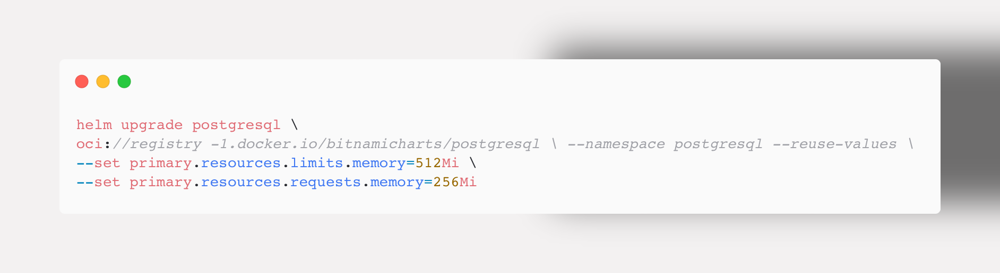 helm upgrade postgresql \
oci://registry -1.docker.io/bitnamicharts/postgresql \ --namespace postgresql --reuse-values \
--set primary.resources.limits.memory=512Mi \
--set primary.resources.requests.memory=256Mi